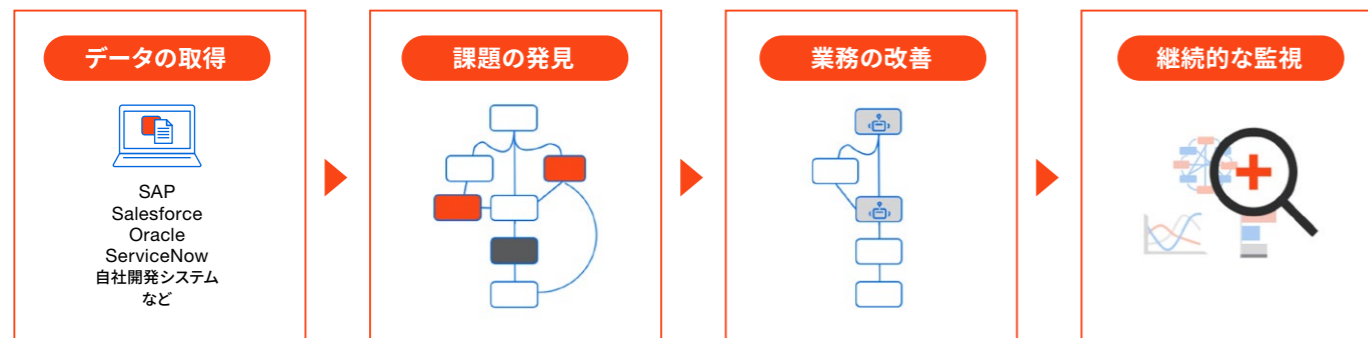 データの取得
SAP
Salesforce
Oracle
ServiceNow
自社開発システム
など
課題の発見
業務の改善
継続的な監視